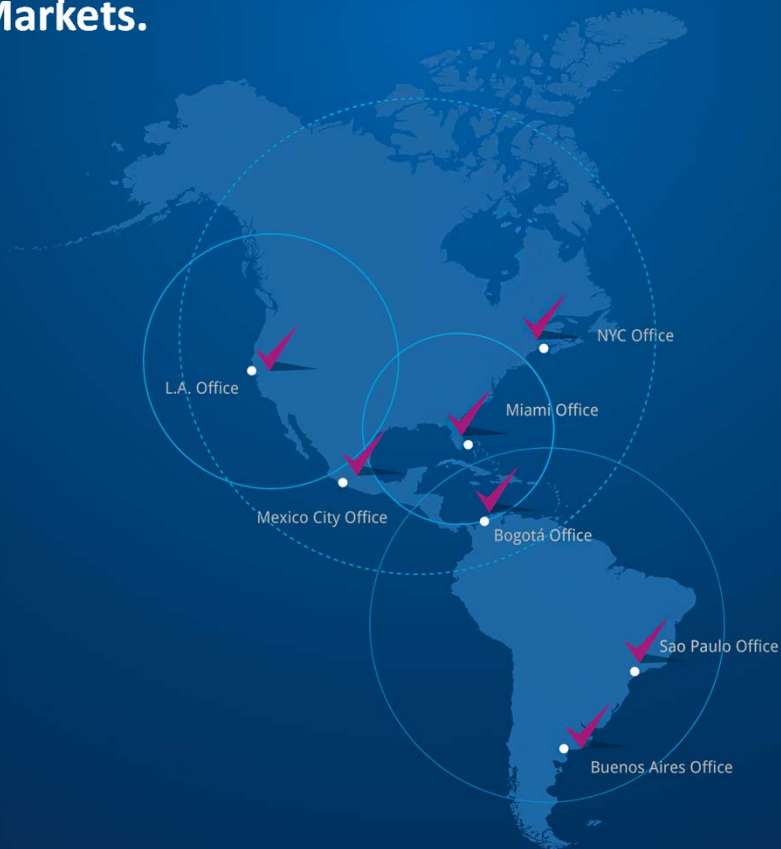 Markets.
NYC Office
L.A. Office
Miami Office
Mexico City Office
Bogotá Office
Sao Paulo Office
Buenos Aires Office